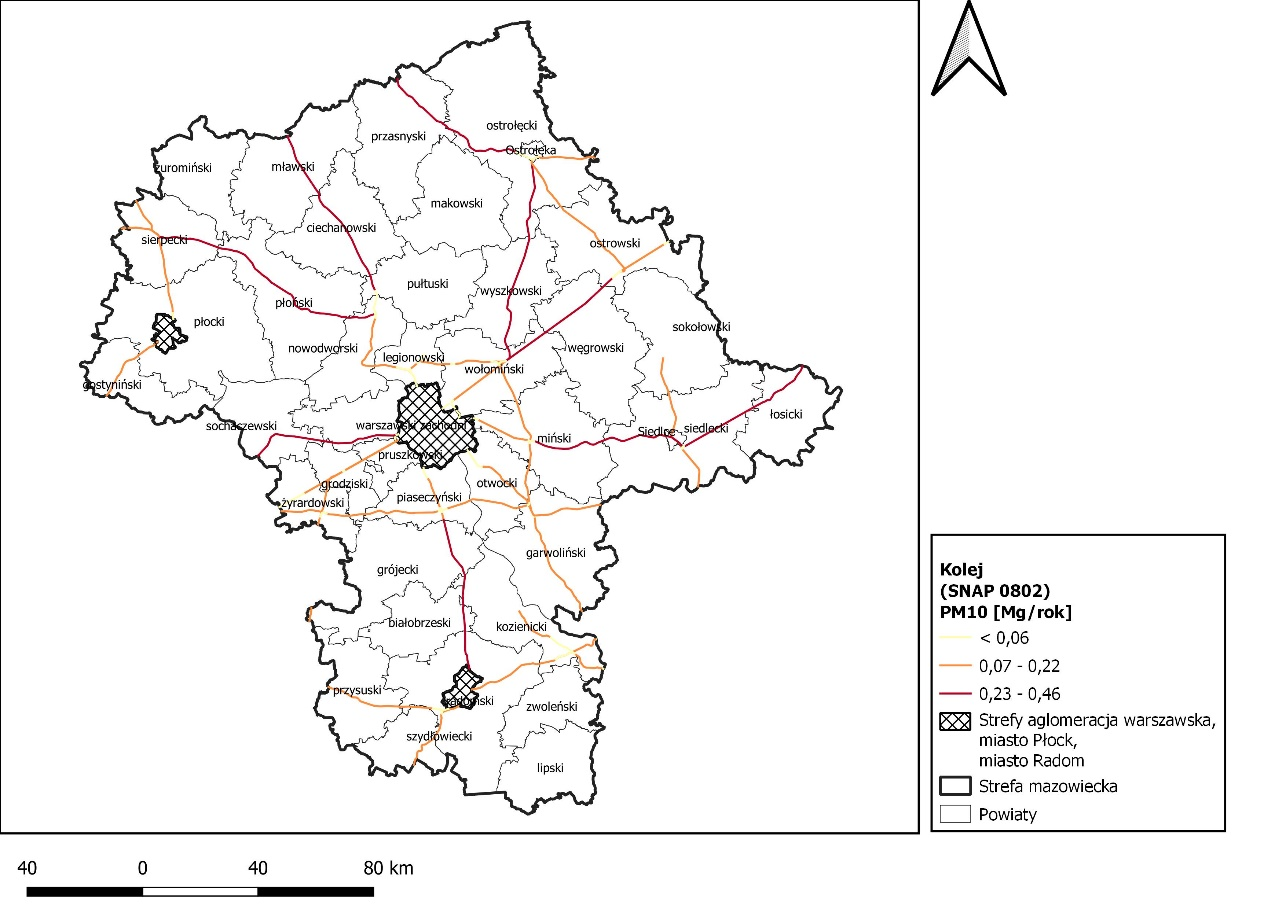 ostrołęcki
przasnyski
Ostrołęka
żuromiński
mławski
makowski
ciechanowski
sierpecki
ostrowski
pułtuski
wyszkowski
płoński
płocki
sokołowski
nowodworski
węgrowski
legionowski
wołomiński
gostyniński
łosicki
sochaczewski
warszawski zachodni
Siedlce
siedlecki
miński
pruszkowski
grodziski
otwocki
żyrardowski
piaseczyński
garwoliński
grójecki
białobrzeski
kozienicki
przysuski
radomski
zwoleński
szydłowiecki
lipski
Kolej
(SNAP 0802)
PM10 [Mg/rok]
< 0,06
0,07 - 0,22
0,23 - 0,46
Strefy aglomeracja warszawska,
miasto Płock,
miasto Radom
Strefa mazowiecka
Powiaty
40 0 40 80 km